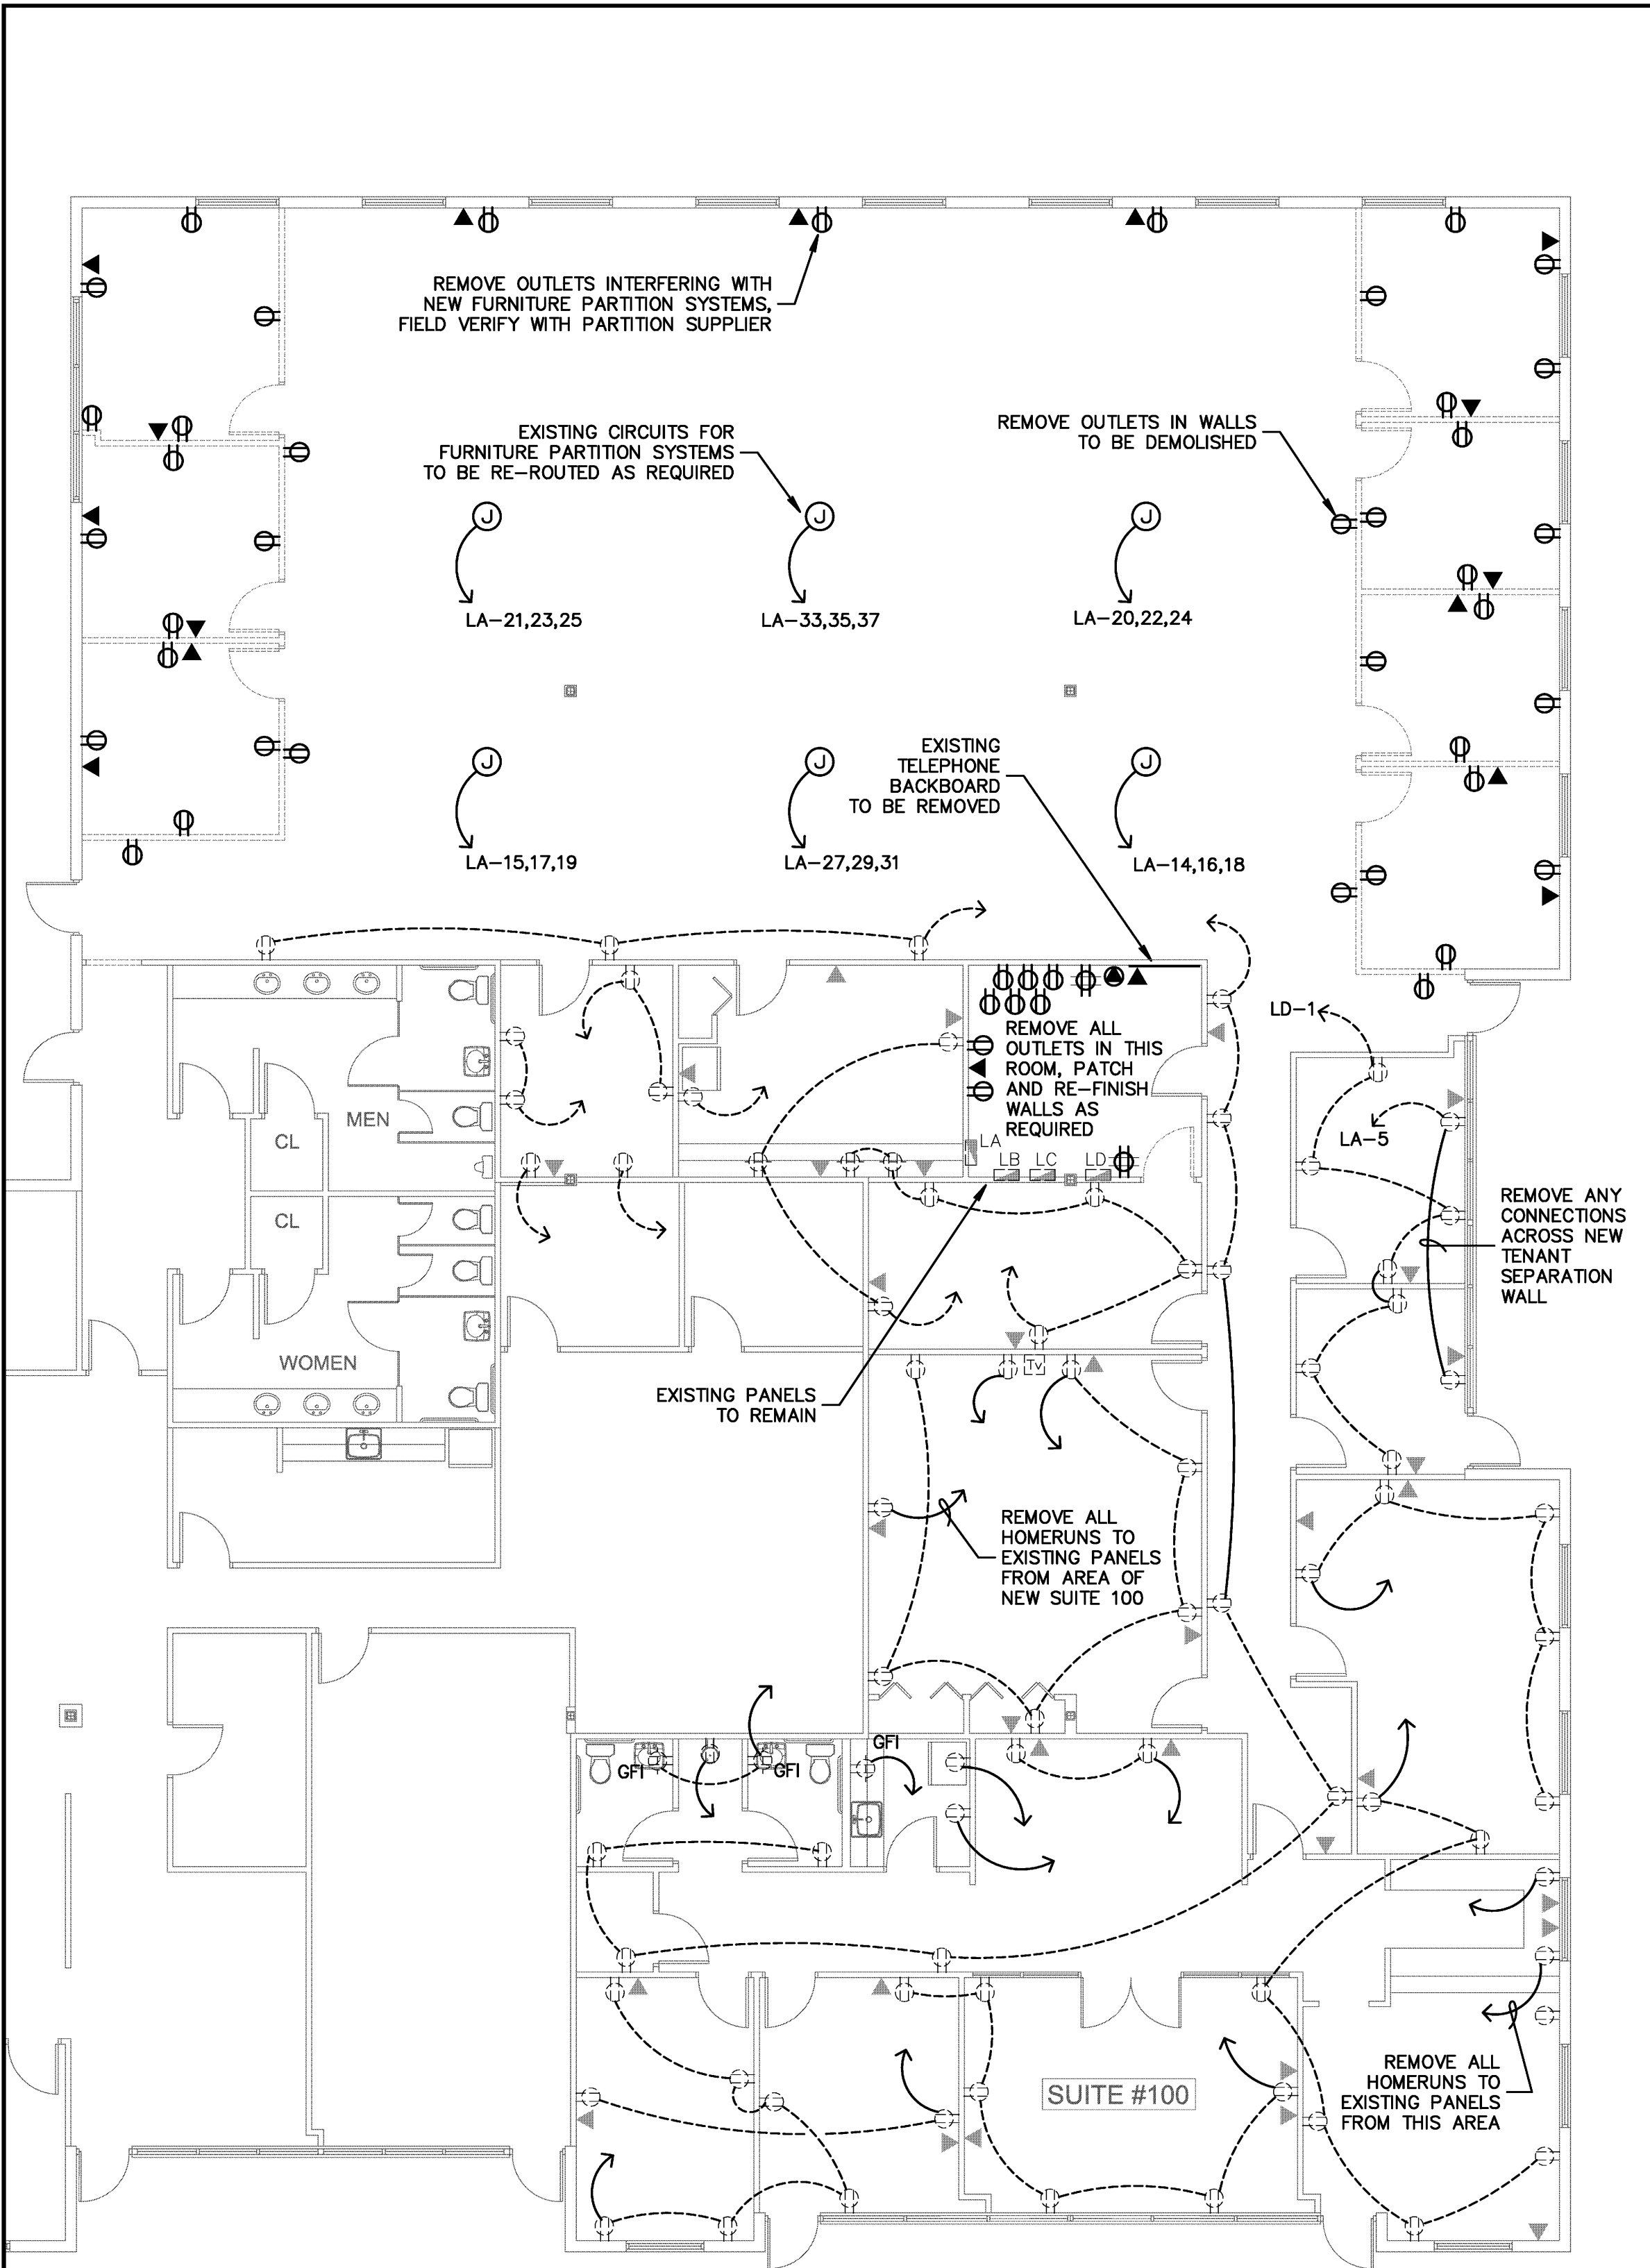 REMOVE OUTLETS INTERFERING WITH
NEW FURNITURE PARTITION SYSTEMS,
FIELD VERIFY WITH PARTITION SUPPLIER
EXISTING CIRCUITS FOR
FURNITURE PARTITION SYSTEMS
TO BE RE-ROUTED AS REQUIRED
REMOVE OUTLETS IN WALLS
TO BE DEMOLISHED
J
J
J
LA-21,23,25
LA-33,35,37
LA-20,22,24
EXISTING
TELEPHONE
BACKBOARD
TO BE REMOVED
J
J
J
LA-15,17,19
LA-27,29,31
LA-14,16,18
LD-1
REMOVE ALL
OUTLETS IN THIS
ROOM, PATCH
AND RE-FINISH
WALLS AS
REQUIRED
LA
LB
LC
LD
LA-5
MEN
CL
CL
WOMEN
REMOVE ANY
CONNECTIONS
ACROSS NEW
TENANT
SEPARATION
WALL
EXISTING PANELS
TO REMAIN
Tv
REMOVE ALL
HOMERUNS TO
EXISTING PANELS
FROM AREA OF
NEW SUITE 100
GFI
GFI
GFI
SUITE #100
REMOVE ALL
HOMERUNS TO
EXISTING PANELS
FROM THIS AREA